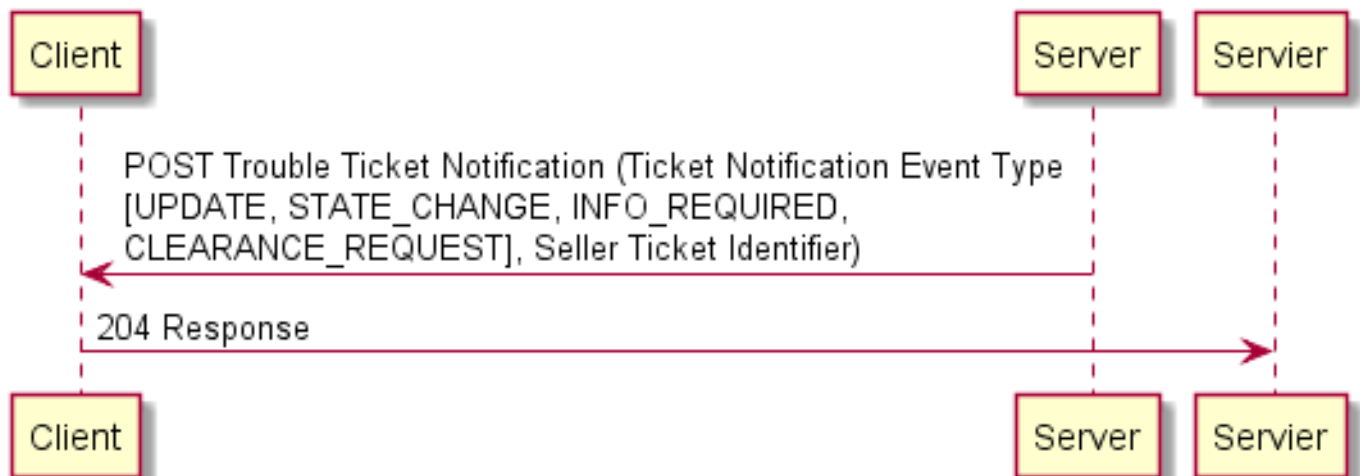 Client
Server
Servier
POST Trouble Ticket Notification (Ticket Notification Event Type
[UPDATE, STATE_CHANGE, INFO_REQUIRED,
CLEARANCE_REQUEST], Seller Ticket Identifier)
204 Response
Client
Server
Servier